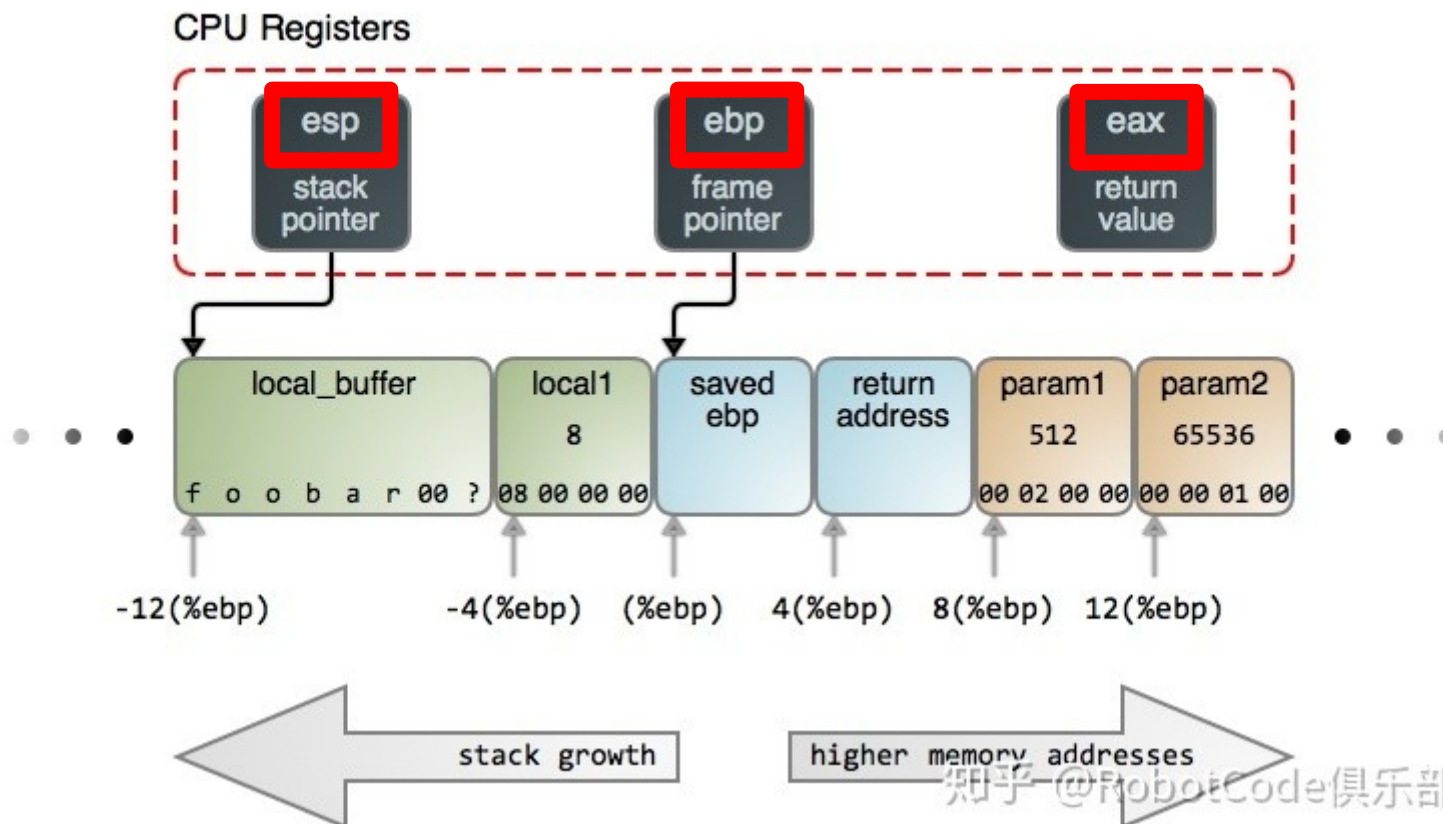 CPU Registers
esp
ebp
eax
stack
pointer
frame
pointer
return
value
local_buffer
local1
saved
ebp
return
address
param1
param2
8
512
65536
f o o b a r 00 ?
08 00 00 00
00 02 00 00
00 00 01 00
-12(%ebp)
-4(%ebp)
(%ebp)
4(%ebp)
8(%ebp)
12(%ebp)
stack growth
higher memory addresses
知乎 @RobotCode俱乐部